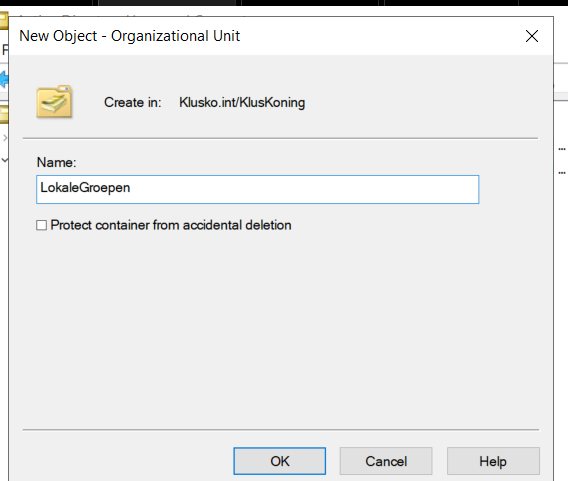 New Object - Organizational Unit
Create in: Klusko.int/KlusKoning
Name:
LokaleGroepen
Protect container from accidental deletion
OK Cancel Help